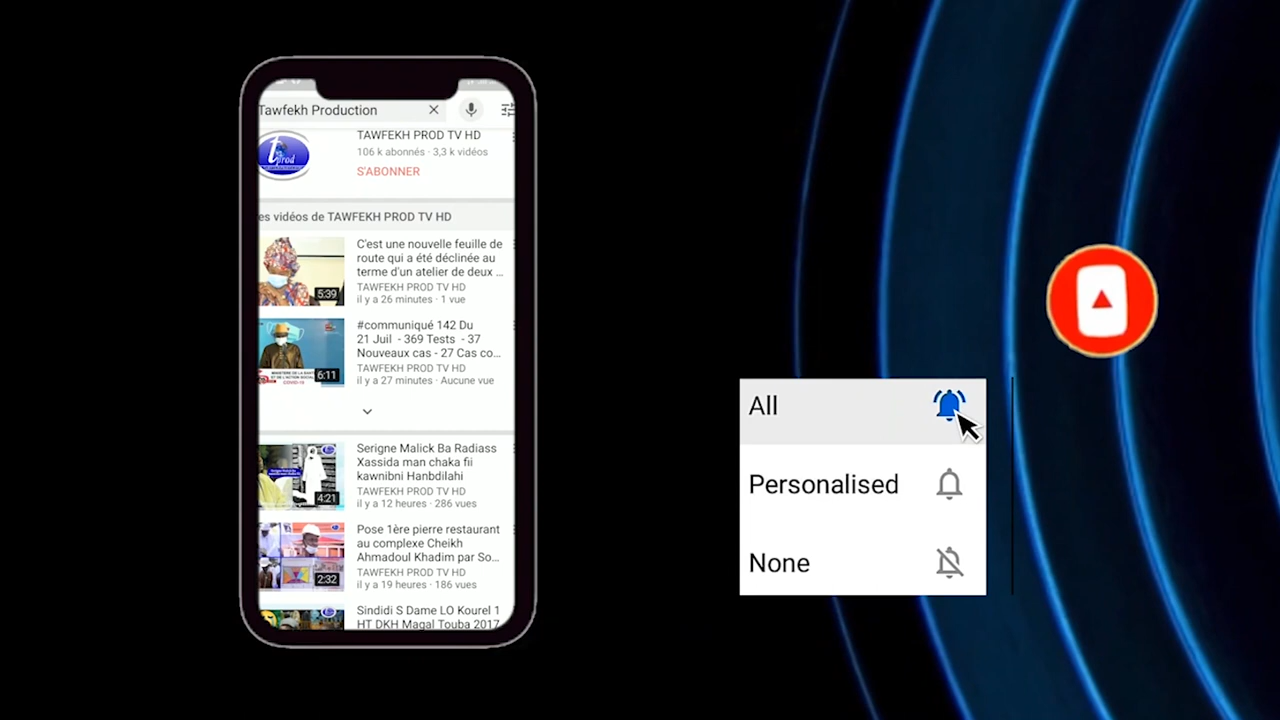 Tawfekh Production
TAWFEKH PROD TV HD
106 k abonnés · 3,3 k vidéos
S'ABONNER
t
prod
es vidéo de TAWFEKH PROD TV HD
C'est une nouvelle feuille de
route qui a été déclinée au
terme d'un atelier de deux ...
TAWFEKH PROD TV HD
il y a 26 minutes · 1 vue
5:39
#communiqué 142 Du
21 Juil - 369 Tests - 37
Nouveaux cas - 27 Cas co...
TAWFEKH PROD TV HD
il y a 27 minutes · Aucune vue
6:11
Serigne Malick Ba Radiass
Xassida man chaka fii
kawnibni Hanbdilahi
TAWFEKH PROD TV HD
il y a 12 heures · 286 vues
4:21
Pose 1ère pierre restaurant
au complexe Cheikh
Ahmadoul Khadim par So...
TAWFEKH PROD TV HD
il y a 19 heures · 186 vues
2:32
Sindidi S Dame LO Kourel 1
HT DKH Magal Touba 2017
All
Personalised
None